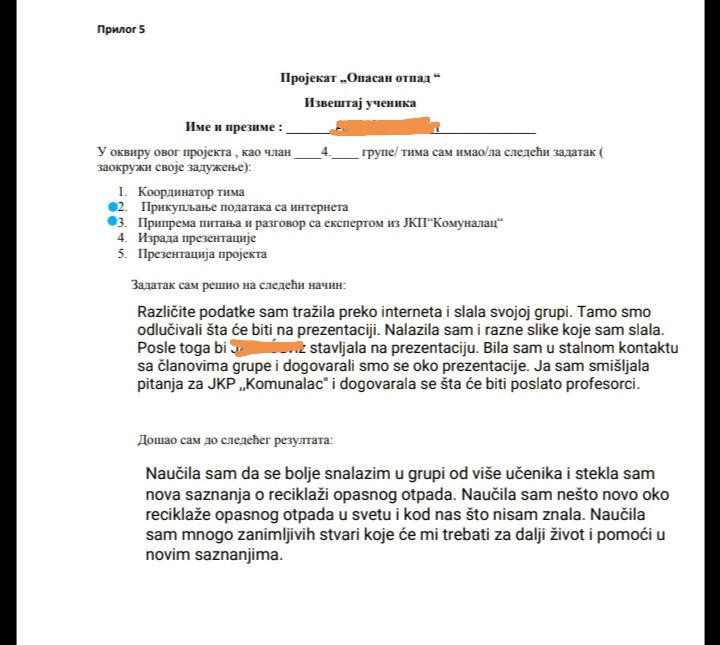 Прилог 5
Пројекат „Опасан отпад “
Извештај ученика
Име и презиме :
У оквиру овог пројекта , као члан ____4.____ групе/ тима сам имао/ла следећи задатак (
заокружи своје задужење):
1. Координатор тима
2. Прикупљање података са интернета
3. Припрема питања и разговор са експертом из ЈКП“Комуналац“
4. Израда презентације
5. Презентација пројекта
Задатак сам решио на следећи начин:
Različite podatke sam tražila preko interneta i slala svojoj grupi. Tamo smo
odlučivali šta će biti na prezentaciji. Nalazila sam i razne slike koje sam slala.
Posle toga bi stavljala na prezentaciju. Bila sam u stalnom kontaktu
sa članovima grupe i dogovarali smo se oko prezentacije. Ja sam smišljala
pitanja za JKP ,,Komunalac" i dogovarala se šta će biti poslato profesorci.
Дошао сам до следећег резултата:
Naučila sam da se bolje snalazim u grupi od više učenika i stekla sam
nova saznanja o reciklaži opasnog otpada. Naučila sam nešto novo oko
reciklaže opasnog otpada u svetu i kod nas što nisam znala. Naučila
sam mnogo zanimljivih stvari koje će mi trebati za dalji život i pomoći u
novim saznanjima.